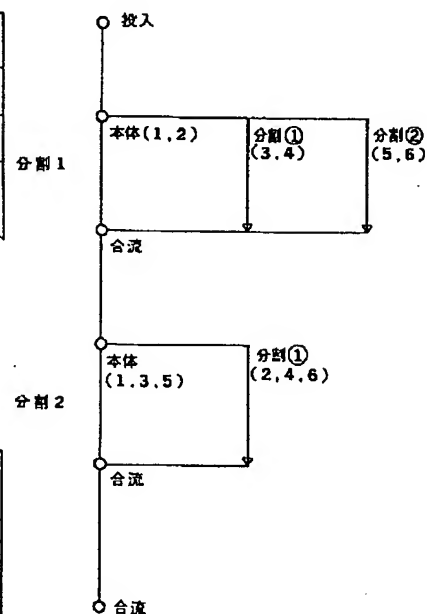 投入
本体(1,2)
分割①
(3,4)
分割②
(5,6)
分割1
合流
本体
(1.3,5)
分割①
(2,4,6)
分割2
合流
合流